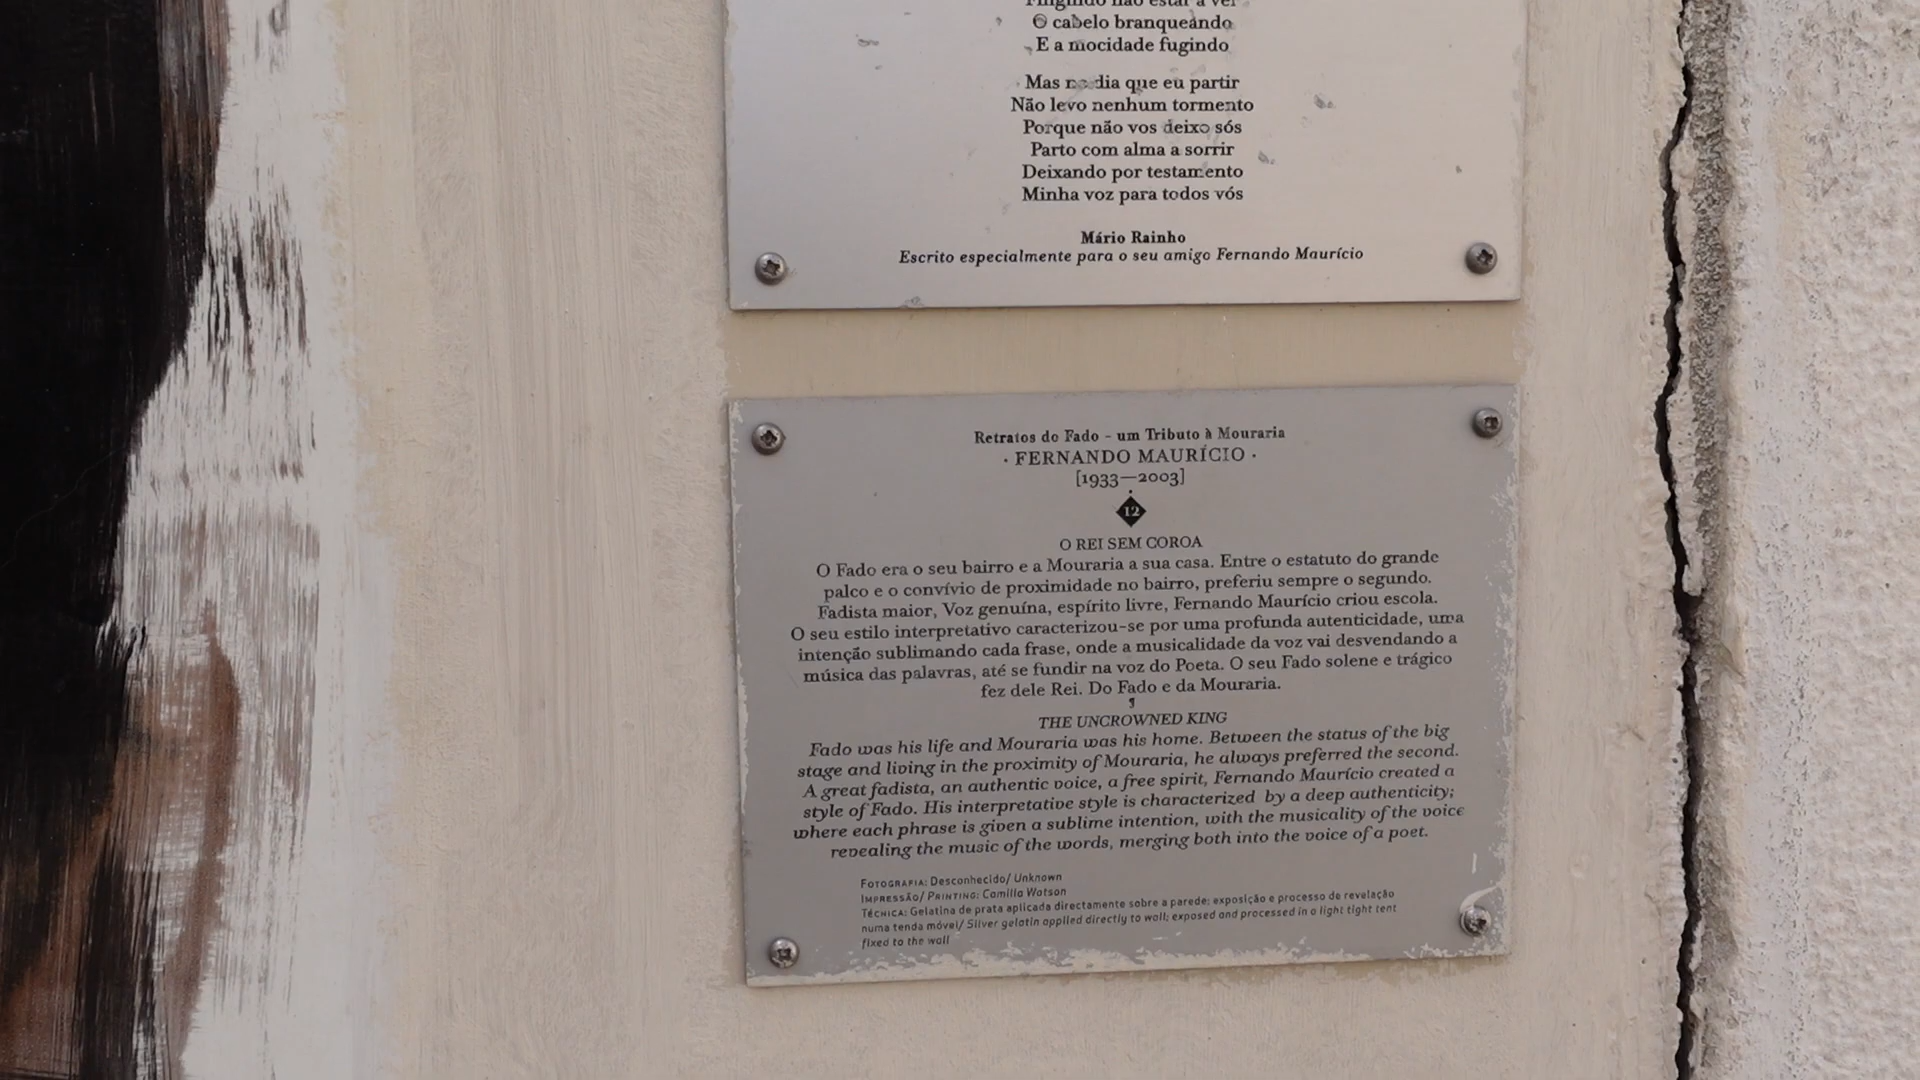 Fingindo não estar a ver
O cabelo branqueando
E a mocidade fugindo
Mas no dia que eu partir
Não levo nenhum tormento
Porque não vos deixo sós
Parto com alma a sorrir
Deixando por testamento
Minha voz para todos vós
Mário Rainho
Escrito especialmente para o seu amigo Fernando Maurício
Retratos do Fado - um Tributo à Mouraria
· FERNANDO MAURÍCIO ·
[1933—2003]
12
O REI SEM COROA
O Fado era o seu bairro e a Mouraria a sua casa. Entre o estatuto do grande
palco e o convívio de proximidade no bairro, preferiu sempre o segundo.
Fadista maior, Voz genuína, espírito livre, Fernando Maurício criou escola.
O seu estilo interpretativo caracterizou-se por uma profunda autenticidade, uma
intenção sublimando cada frase, onde a musicalidade da voz vai desvendando a
música das palavras, até se fundir na voz do Poeta. O seu Fado solene e trágico
fez dele Rei. Do Fado e da Mouraria.
THE UNCROWNED KING
Fado was his life and Mouraria was his home. Between the status of the big
stage and living in the proximity of Mouraria, he always preferred the second.
A great fadista, an authentic voice, a free spirit, Fernando Maurício created a
style of Fado. His interpretative style is characterized by a deep authenticity;
where each phrase is given a sublime intention, with the musicality of the voice
revealing the music of the words, merging both into the voice of a poet.
FOTOGRAFIA: Desconhecido/ Unknown
IMPRESSÃO/ PRINTING: Camilla Watson
TÉCNICA: Gelatina de prata aplicada directamente sobre a parede; exposição e processo de revelação
numa tenda móvel/ Silver gelatin applied directly to wall; exposed and processed in a light tight tent
fixed to the wall